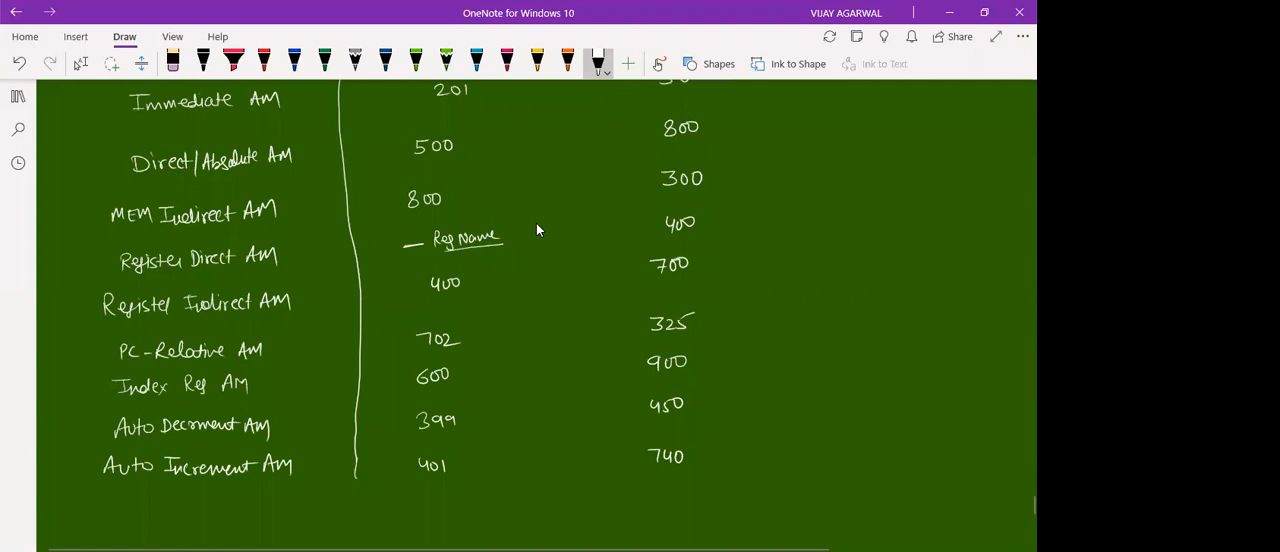 OneNote for Windows 10 VIJAY AGARWAL
Home Insert Draw View Help Share
Shapes Ink to Shape Ink to Text
Immediate AM 201
Direct/Absolute AM 500 800
MEM Indirect AM 800 300
Register Direct AM — Reg Name 400
Register Indirect AM 400 700
PC-Relative AM 702 325
Index Reg AM 600 900
Auto Decrment AM 399 450
Auto Increment AM 401 740